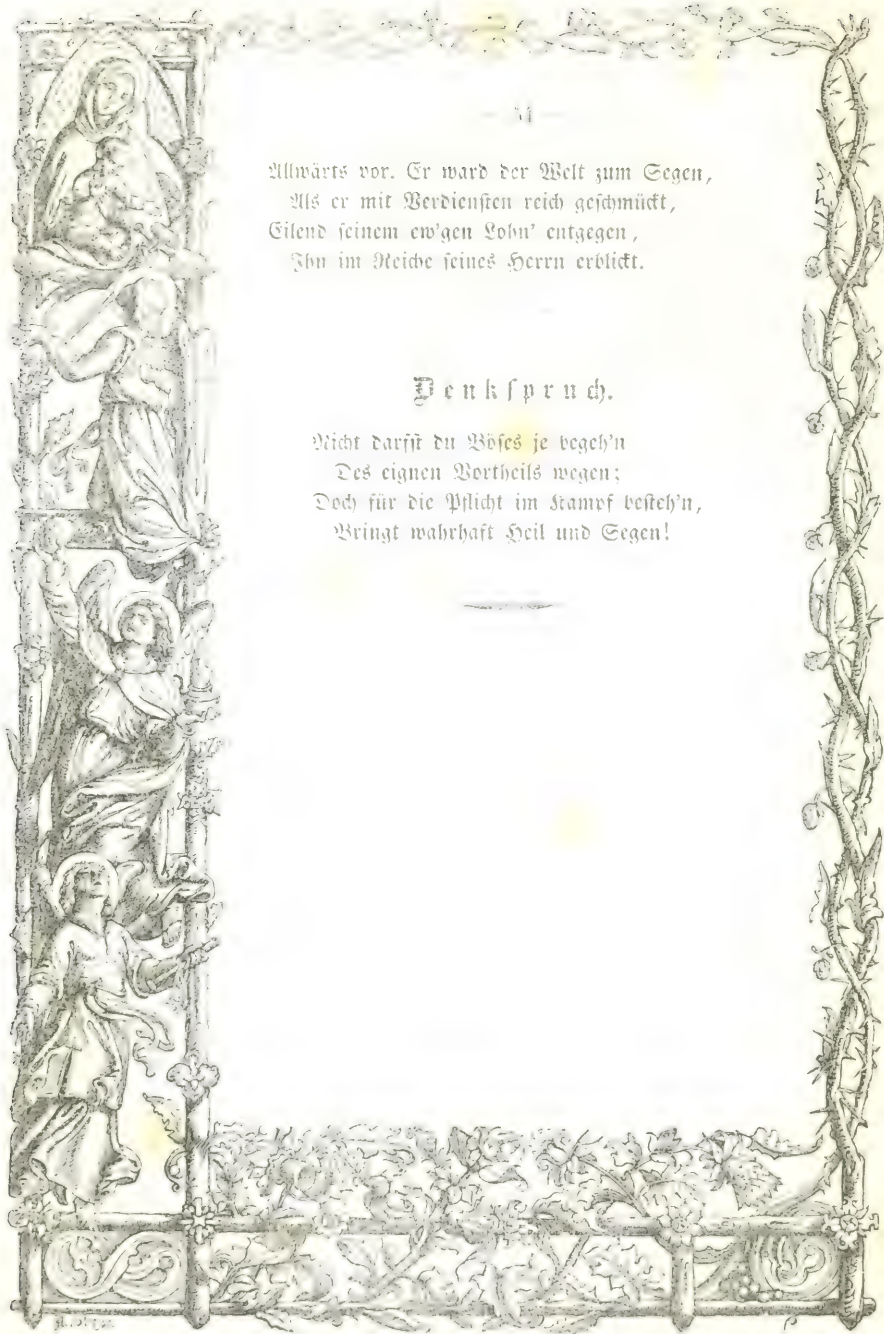 Allwärts vor. Er ward der Welt zum Segen,
Als er mit Verdiensten reich geschmückt,
Eilend seinem ew'gen Lohn' entgegen,
Ihn im Reiche seines Herrn erblickt.
Denkspruch.
Nicht darfst du Böses je begeh'n
Des eignen Vortheils wegen;
Doch für die Pflicht im Kampf besteh'n,
Bringt wahrhaft Heil und Segen!